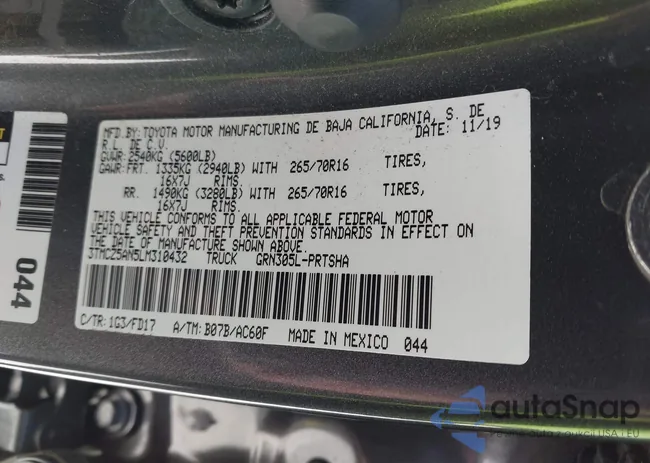 MFD.BY: TOYOTA MOTOR MANUFACTURING DE BAJA CALIFORNIA, S. DE
R.L. DE C.V. DATE: 11/19
GVWR: 2540KG (5600LB)
GAWR: FRT. 1335KG (2940LB) WITH 265/70R16 TIRES,
16X7J RIMS
RR. 1490KG (3280LB) WITH 265/70R16 TIRES,
16X7J RIMS
THIS VEHICLE CONFORMS TO ALL APPLICABLE FEDERAL MOTOR
VEHICLE SAFETY AND THEFT PREVENTION STANDARDS IN EFFECT ON
THE DATE OF MANUFACTURE SHOWN ABOVE.
3TMCZ5AN5LM310432 TRUCK GRN305L-PRTSHA
C/TR: 1G3/FD17 A/TM: B07B/AC60F MADE IN MEXICO 044
044
autoSnap